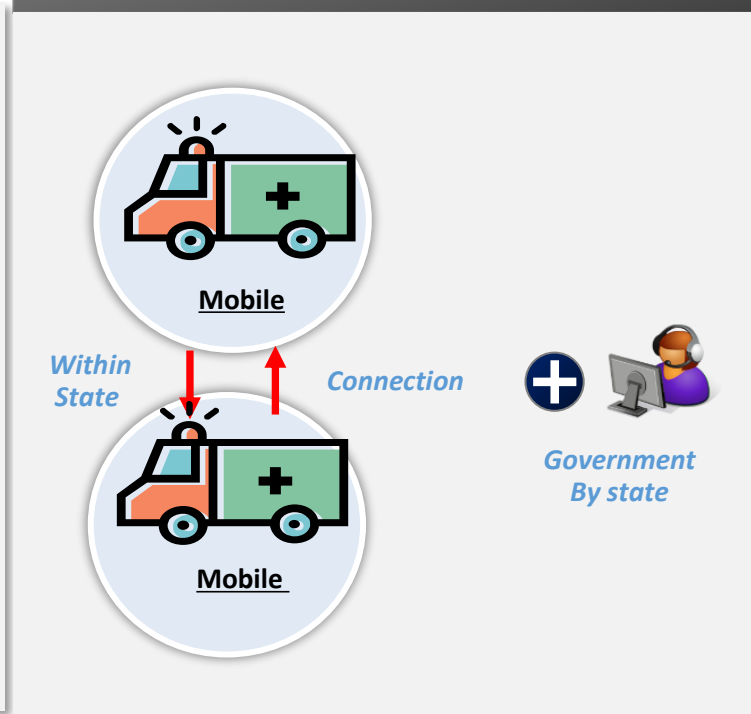 Mobile
Within
State
Connection
Government
By state
Mobile